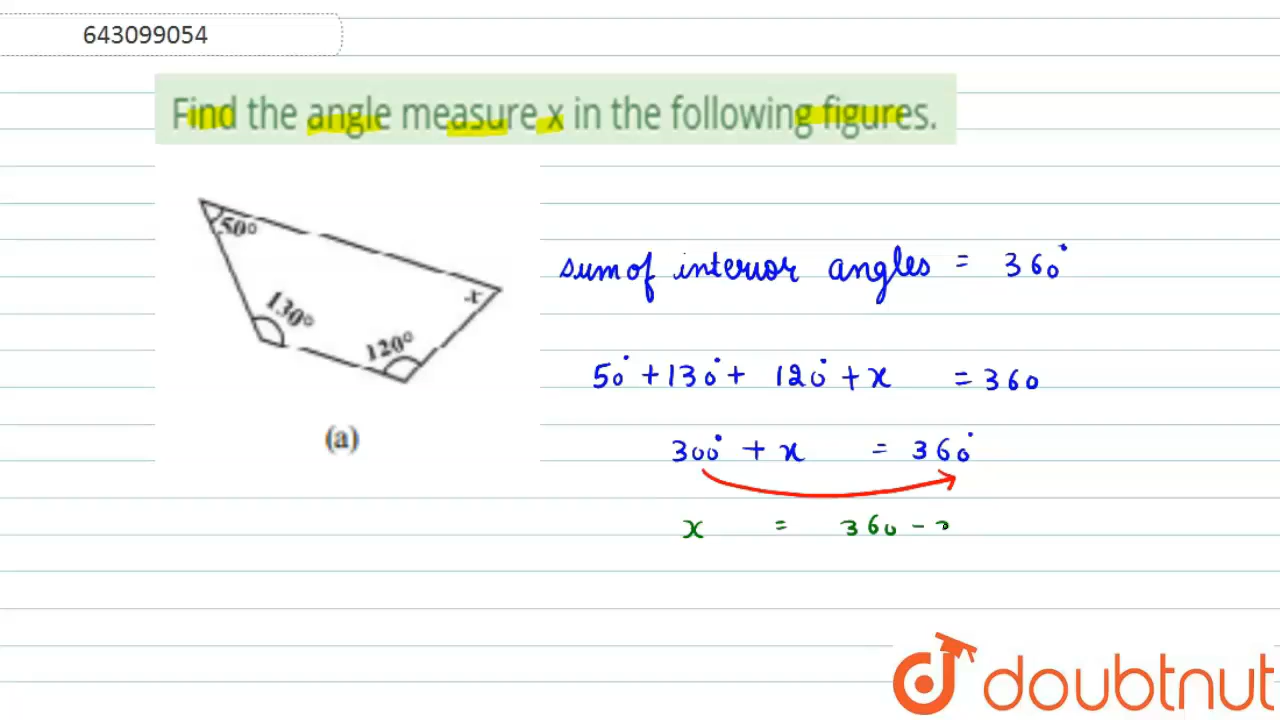 643099054
Find the angle measure x in the following figures.
50°
x
130°
120°
(a)
sum of interior angles = 360°
50° + 130° + 120° + x = 360
300° + x = 360°
x = 360 -
doubtnut